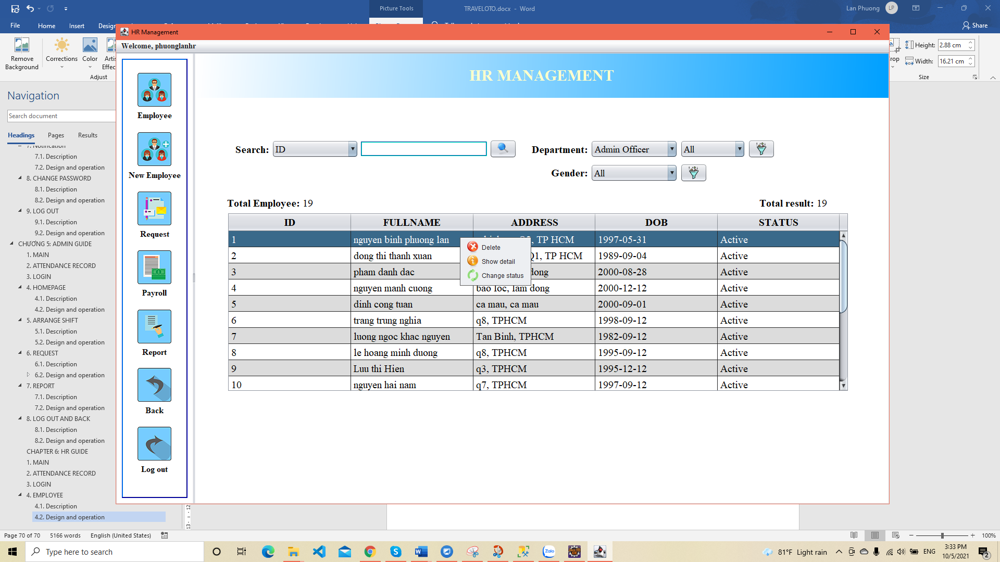 Picture Tools
TRAVELOTO.docx - Word
Lan Phuong
LP
File
Home
Insert
Share
Remove Background
Corrections
Color
Adjust
Height: 2.88 cm
Width: 16.21 cm
Size
Navigation
Search document
Headings
Pages
Results
7. Notification
7.1. Description
7.2. Design and operation
8. CHANGE PASSWORD
8.1. Description
8.2. Design and operation
9. LOG OUT
9.1. Description
9.2. Design and operation
CHƯƠNG 5: ADMIN GUIDE
1. MAIN
2. ATTENDANCE RECORD
3. LOGIN
4. HOMEPAGE
4.1. Description
4.2. Design and operation
5. ARRANGE SHIFT
5.1. Description
5.2. Design and operation
6. REQUEST
6.1. Description
6.2. Design and operation
7. REPORT
7.1. Description
7.2. Design and operation
8. LOG OUT AND BACK
8.1. Description
8.2. Design and operation
CHAPTER 6: HR GUIDE
1. MAIN
2. ATTENDANCE RECORD
3. LOGIN
4. EMPLOYEE
4.1. Description
4.2. Design and operation
HR Management
Welcome, phuonglanhr
Employee
New Employee
Request
Payroll
Report
Back
Log out
HR MANAGEMENT
Search: ID
Department: Admin Officer All
Gender: All
Total Employee: 19
Total result: 19
ID FULLNAME ADDRESS DOB STATUS
1 nguyen binh phuong lan TP HCM 1997-05-31 Active
2 dong thi thanh xuan Q1, TP HCM 1989-09-04 Active
3 pham danh dac dong 2000-08-28 Active
4 nguyen manh cuong bao loc, lam dong 2000-12-12 Active
5 dinh cong tuan ca mau, ca mau 2000-09-01 Active
6 trang trung nghia q8, TPHCM 1998-09-12 Active
7 luong ngoc khac nguyen Tan Binh, TPHCM 1982-09-12 Active
8 le hoang minh duong q8, TPHCM 1995-09-12 Active
9 Luu thi Hien q3, TPHCM 1995-12-12 Active
10 nguyen hai nam q7, TPHCM 1997-09-12 Active
Delete
Show detail
Change status
Page 70 of 70
5166 words
English (United States)
100%
Type here to search
Zalo
81°F Light rain
ENG
3:33 PM
10/5/2021
2